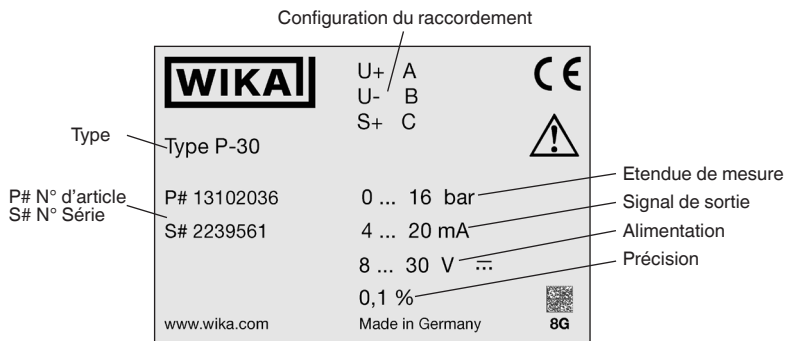 Configuration du raccordement
WIKAI
U+ A
U- B
S+ C
CE
Type
Type P-30
P# N° d'article
S# N° Série
P# 13102036
S# 2239561
0 ... 16 bar
4 ... 20 mA
8 ... 30 V
0,1 %
Etendue de mesure
Signal de sortie
Alimentation
Précision
www.wika.com
Made in Germany
8G